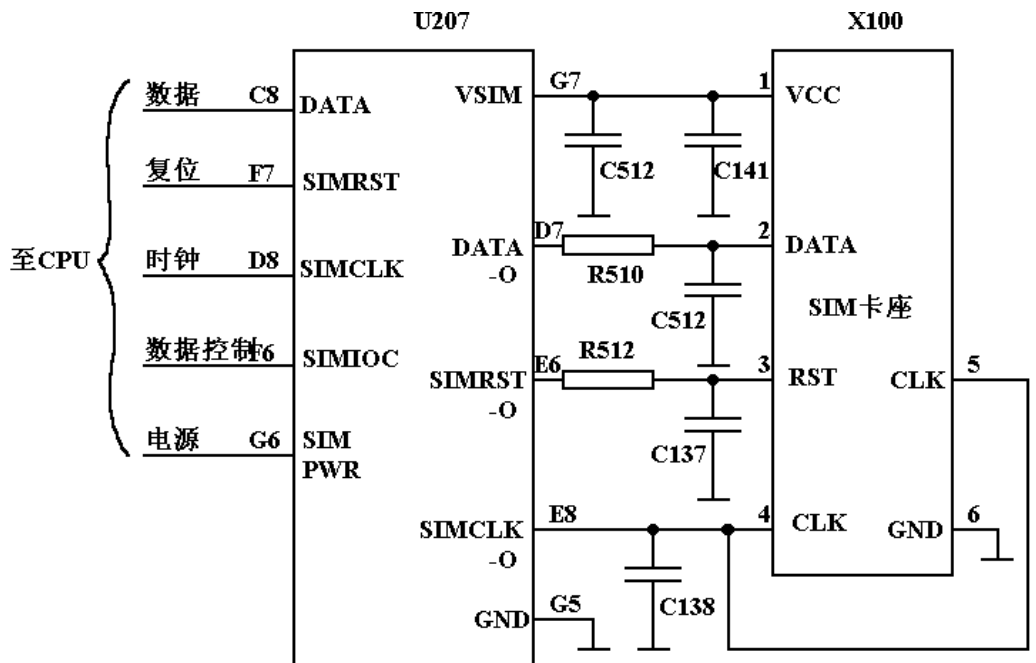 U207
X100
数据 C8 DATA
VSIM G7
1 VCC
C512
C141
复位 F7 SIMRST
D7
DATA
-O
R510
2 DATA
至CPU
时钟 D8 SIMCLK
C512
SIM卡座
数据控制 F6 SIMIOC
SIMRST
-O
E6
R512
3 RST
CLK 5
电源 G6 SIM
PWR
C137
SIMCLK
-O
E8
4 CLK
GND 6
C138
GND G5